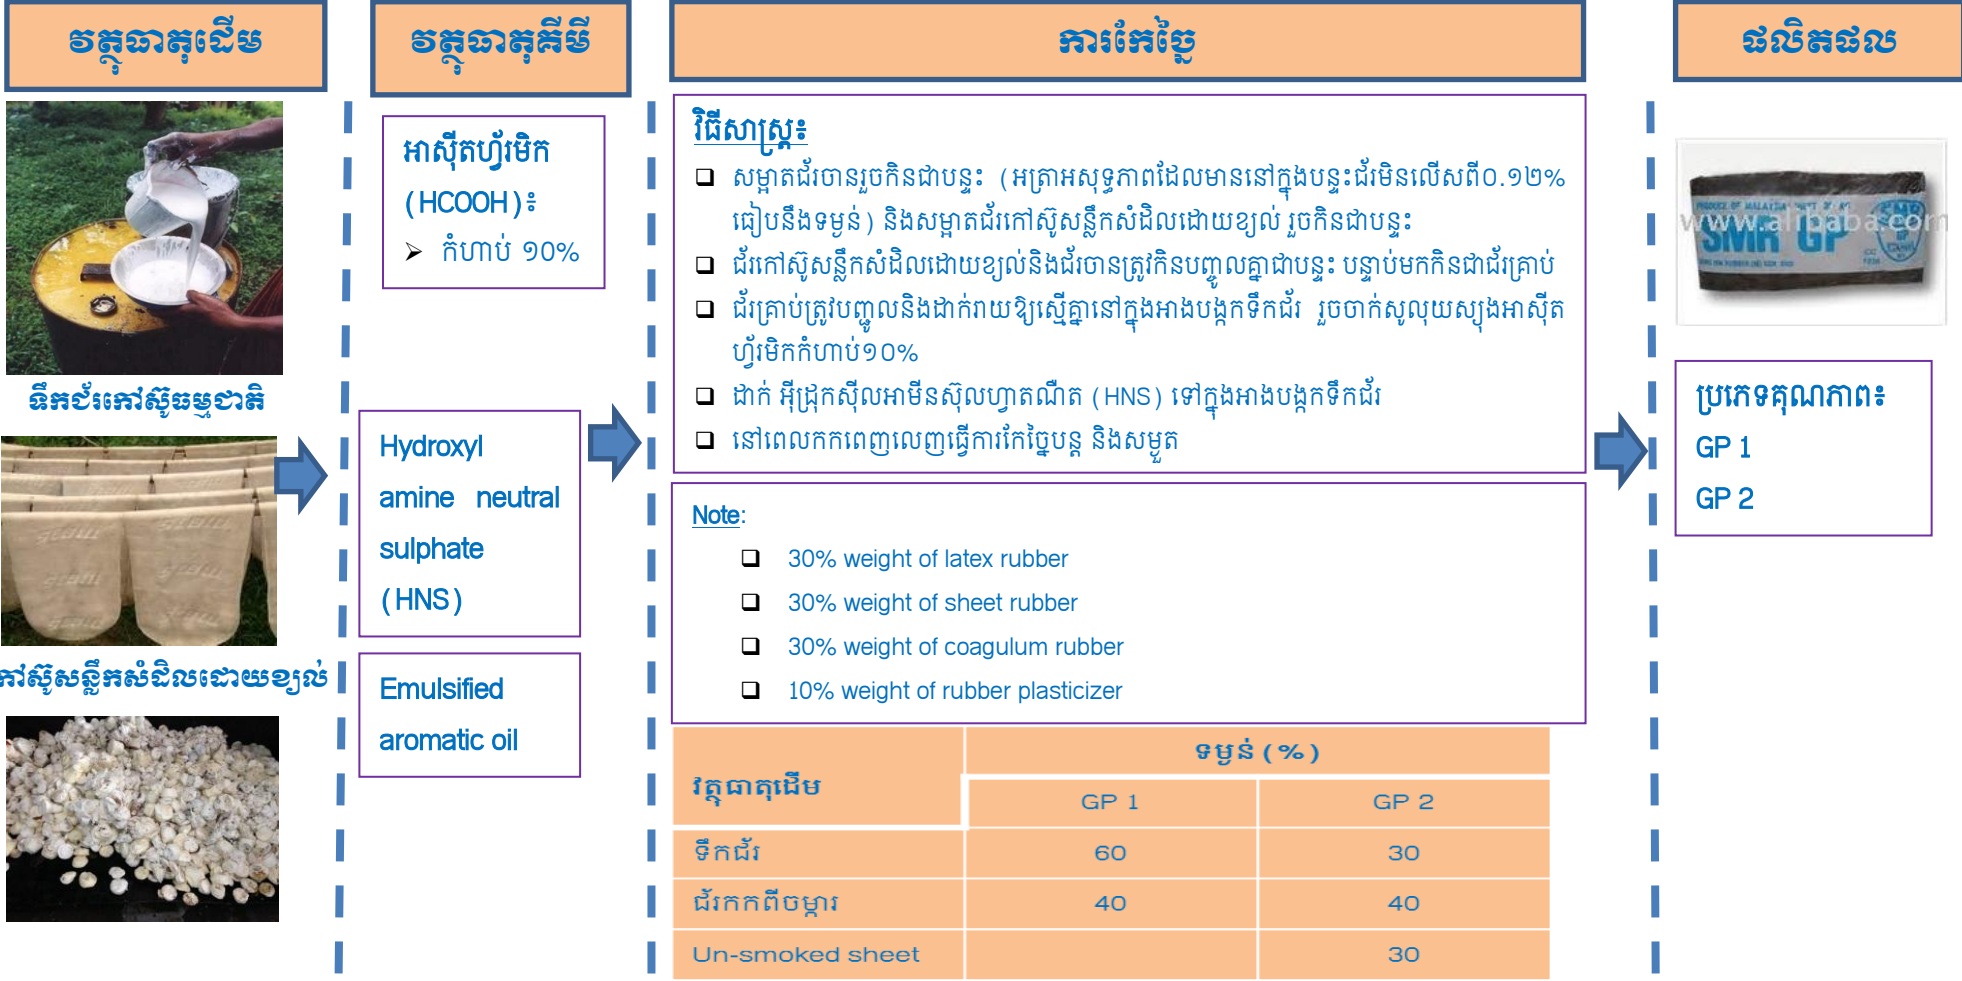 វត្ថុធាតុដើម
វត្ថុធាតុគីមី
ការកែច្នៃ
ផលិតផល
ទឹកជ័រកៅស៊ូធម្មជាតិ
កៅស៊ូសន្លឹកសំដិលដោយខ្យល់
អាស៊ីតហ្វ័រមិក
(HCOOH)៖
កំហាប់ ១០%
Hydroxyl
amine neutral
sulphate
(HNS)
Emulsified
aromatic oil
វិធីសាស្រ្ត៖
សម្អាតជ័រចានរួចកិនជាបន្ទះ (អត្រាអសុទ្ធភាពដែលមាននៅក្នុងបន្ទះជ័រមិនលើសពី០.១២%
ធៀបនឹងទម្ងន់) និងសម្អាតជ័រកៅស៊ូសន្លឹកសំដិលដោយខ្យល់ រួចកិនជាបន្ទះ
ជ័រកៅស៊ូសន្លឹកសំដិលដោយខ្យល់និងជ័រចានត្រូវកិនបញ្ចូលគ្នាជាបន្ទះ បន្ទាប់មកកិនជាជ័រគ្រាប់
ជ័រគ្រាប់ត្រូវបញ្ជូលនិងដាក់រាយឱ្យស្មើគ្នានៅក្នុងអាងបង្កកទឹកជ័រ រួចចាក់សូលុយស្យុងអាស៊ីត
ហ្វ័រមិកកំហាប់១០%
ដាក់ អ៊ីដ្រុកស៊ីលអាមីនស៊ុលហ្វាតណឺត (HNS) ទៅក្នុងអាងបង្កកទឹកជ័រ
នៅពេលកកពេញលេញធ្វើការកែច្នៃបន្ត និងសម្ងួត
Note:
30% weight of latex rubber
30% weight of sheet rubber
30% weight of coagulum rubber
10% weight of rubber plasticizer
វត្ថុធាតុដើម
ទម្ងន់ (%)
GP 1 GP 2
ទឹកជ័រ 60 30
ជ័រកកពីចម្ការ 40 40
Un-smoked sheet 30
PRODUCE OF MALAYSIA
www.alibaba.com
SMR GP
ប្រភេទគុណភាព៖
GP 1
GP 2